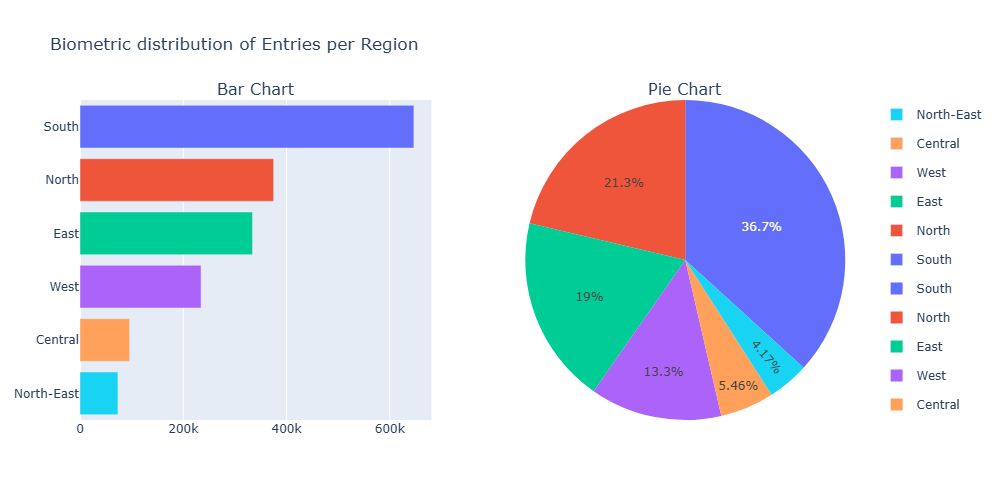 Biometric distribution of Entries per Region
Bar Chart
South
North
East
West
Central
North-East
0 200k 400k 600k
Pie Chart
36.7%
21.3%
19%
13.3%
5.46%
4.17%
North-East
Central
West
East
North
South
South
North
East
West
Central